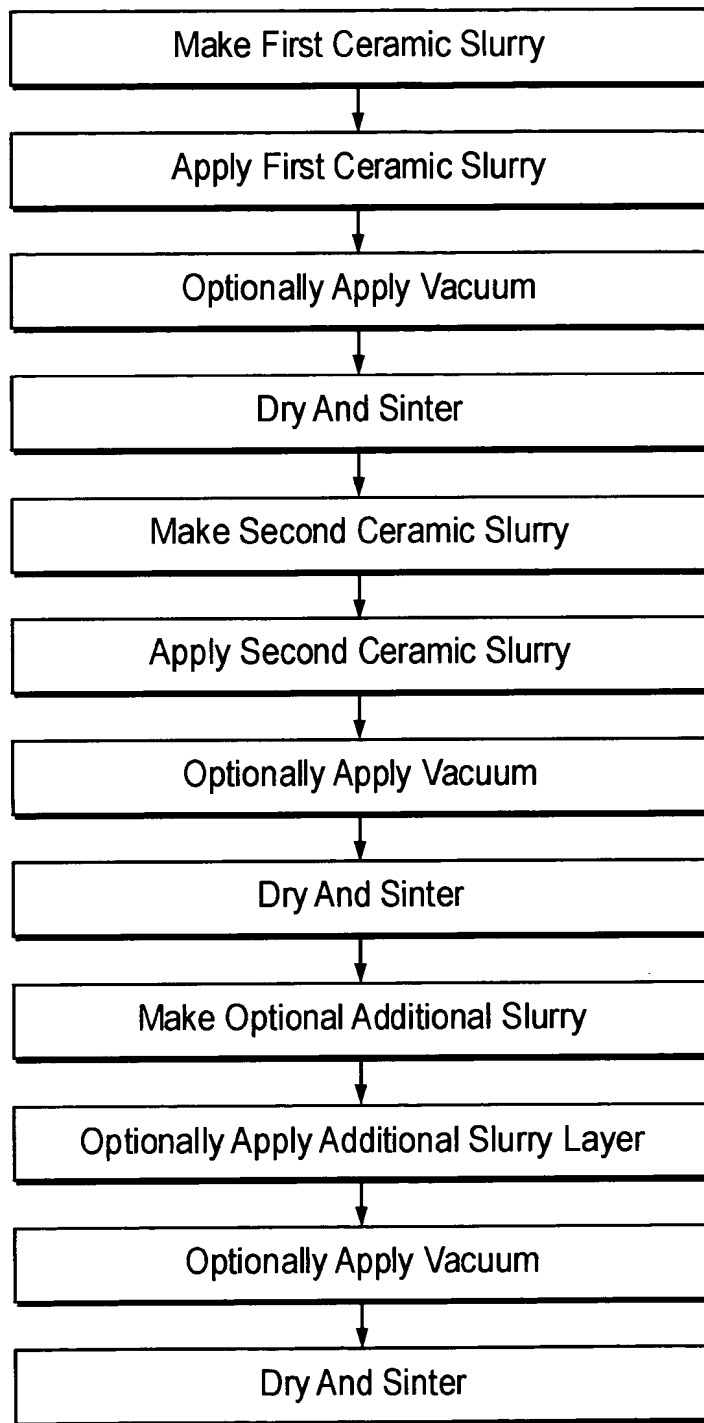 Make First Ceramic Slurry
Apply First Ceramic Slurry
Optionally Apply Vacuum
Dry And Sinter
Make Second Ceramic Slurry
Apply Second Ceramic Slurry
Optionally Apply Vacuum
Dry And Sinter
Make Optional Additional Slurry
Optionally Apply Additional Slurry Layer
Optionally Apply Vacuum
Dry And Sinter